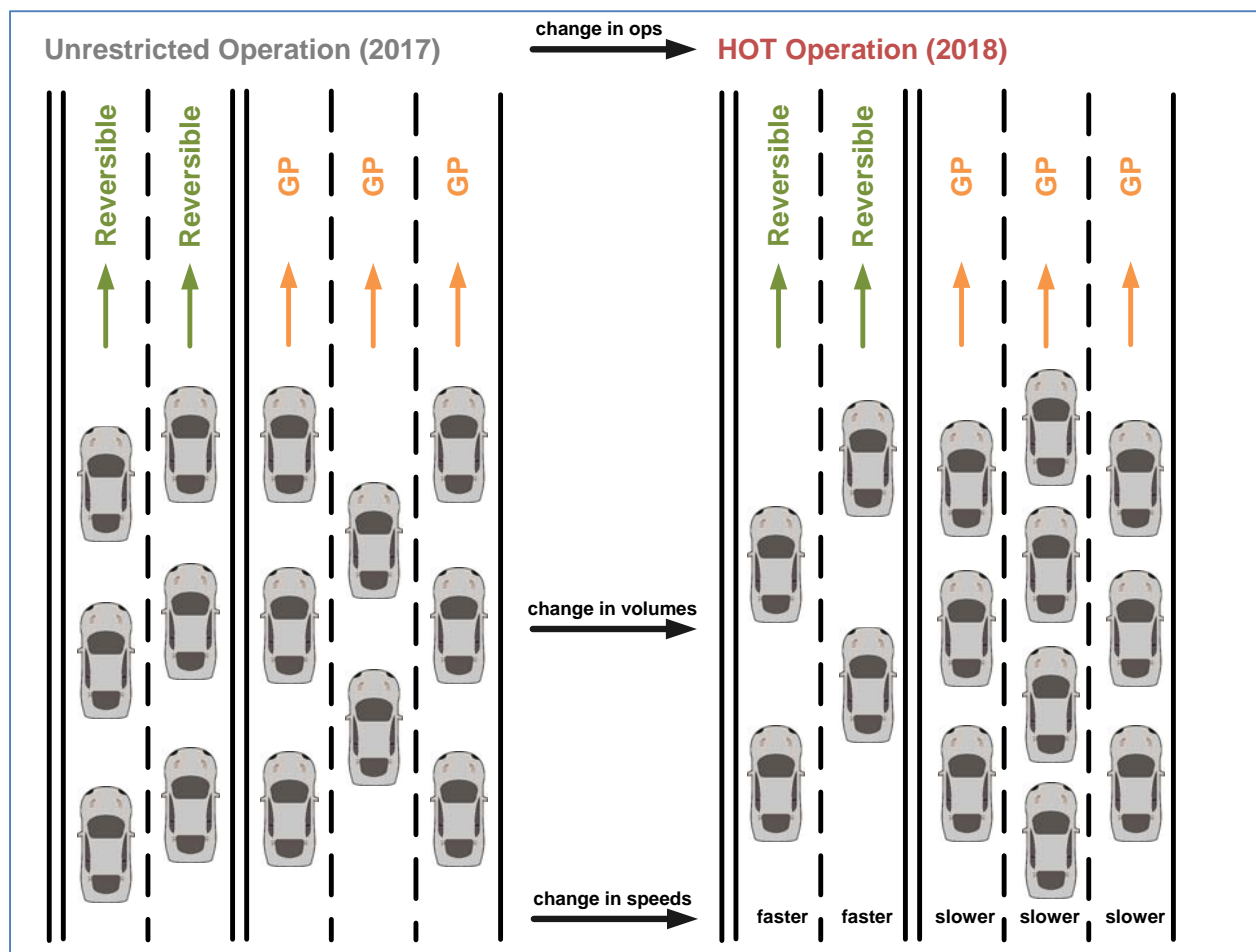 change in ops
Unrestricted Operation (2017)
HOT Operation (2018)
Reversible
Reversible
GP
GP
GP
Reversible
Reversible
GP
GP
GP
change in volumes
change in speeds
faster
faster
slower
slower
slower